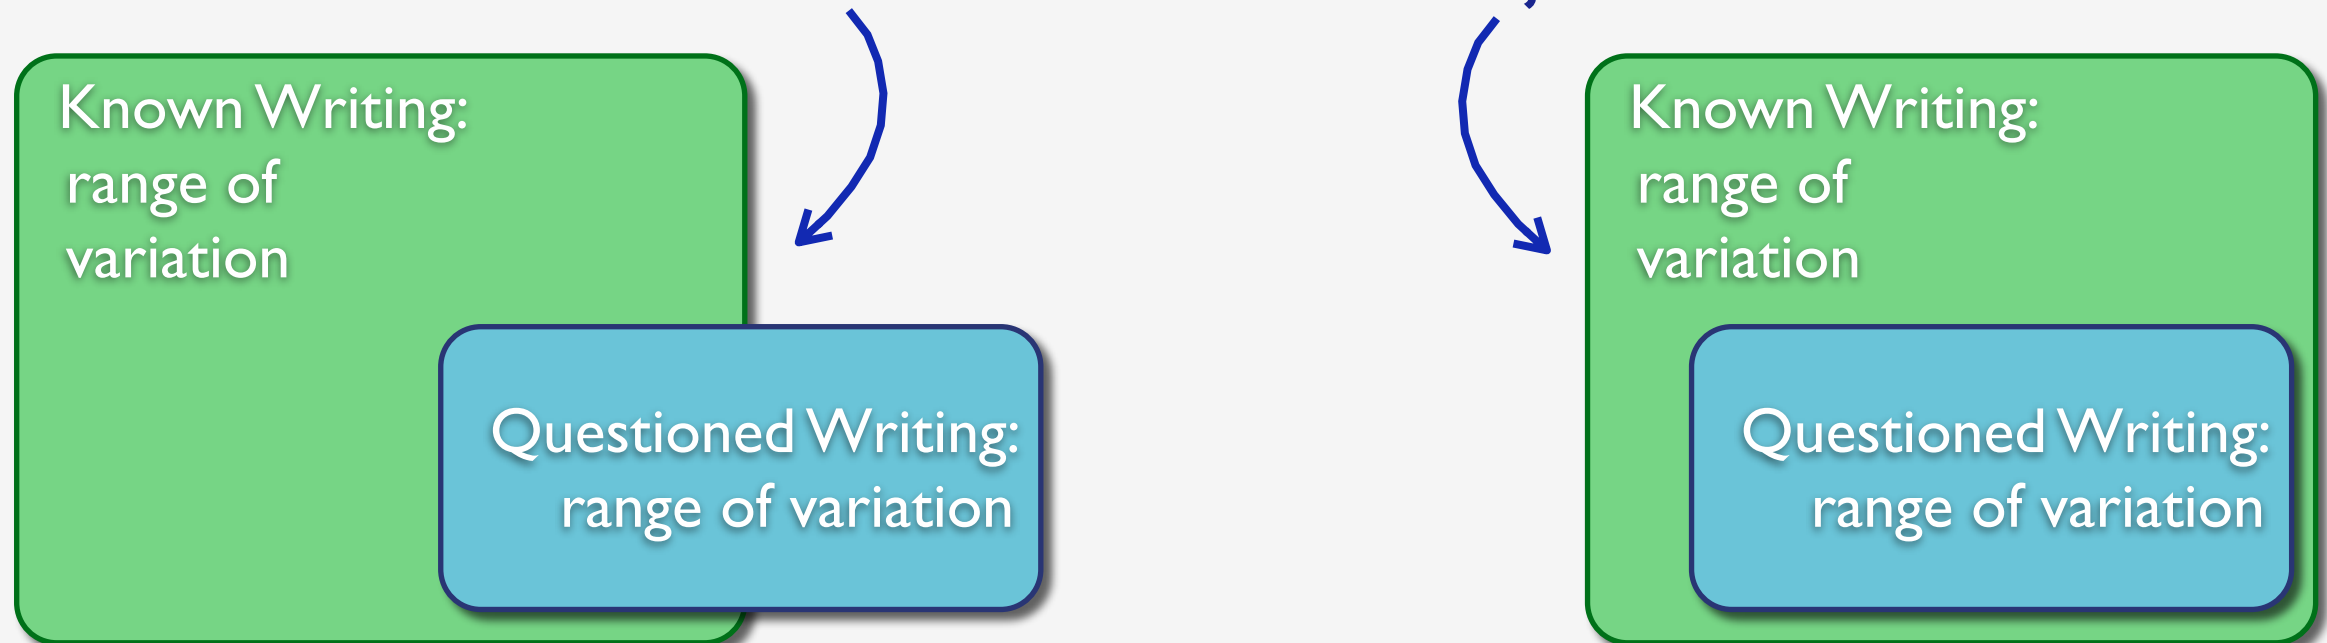 Known Writing:
range of
variation
Questioned Writing:
range of variation
Known Writing:
range of
variation
Questioned Writing:
range of variation